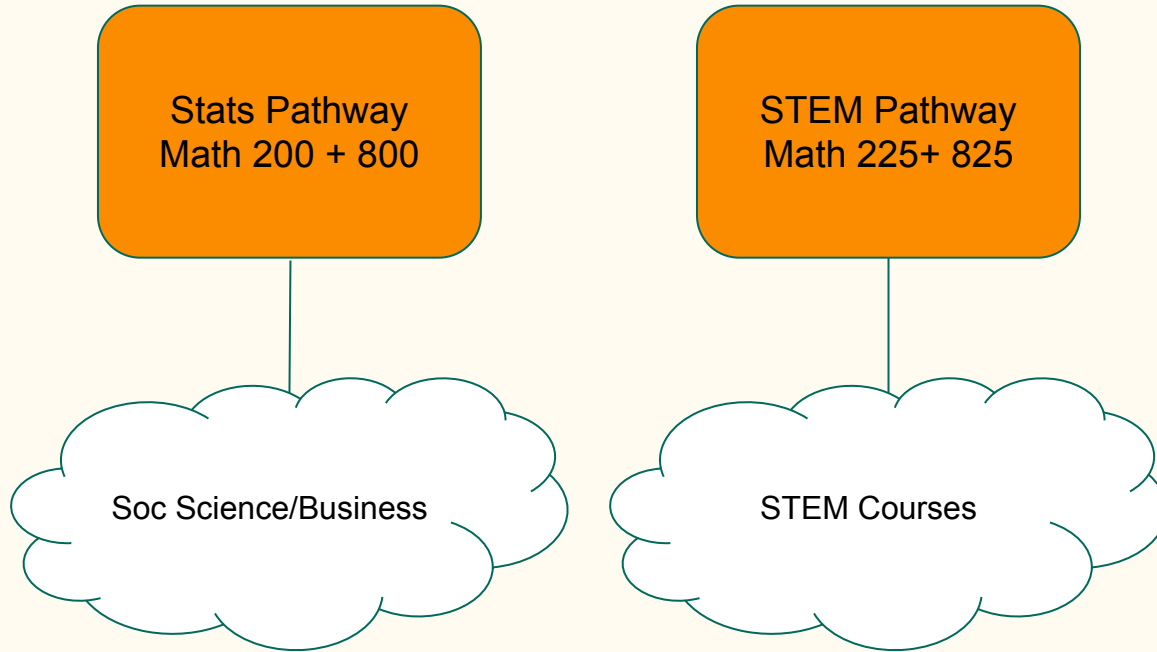 Stats Pathway
Math 200 + 800
STEM Pathway
Math 225+ 825
Soc Science/Business
STEM Courses